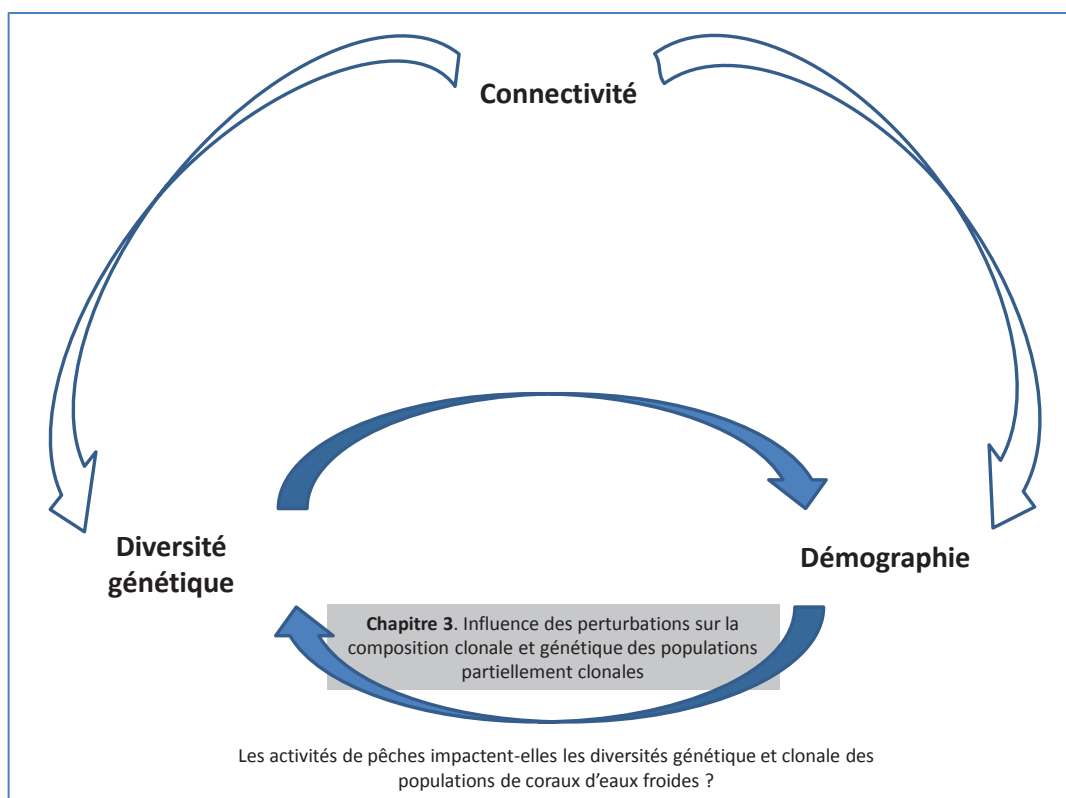 Connectivité
Diversité
génétique
Démographie
Chapitre 3. Influence des perturbations sur la
composition clonale et génétique des populations
partiellement clonales
Les activités de pêches impactent-elles les diversités génétique et clonale des
populations de coraux d'eaux froides ?